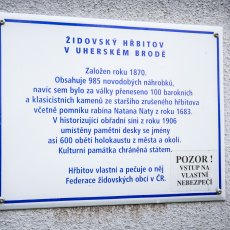 ŽIDOVSKÝ HŘBITOV
V UHERSKÉM BRODĚ
Založen roku 1870.
Obsahuje 985 novodobých náhrobků,
navíc sem bylo za války přeneseno 100 barokních
a klasicistních kamenů ze staršího zrušeného hřbitova
včetně pomníku rabína Natana Naty z roku 1683.
V historizující obřadní síni z roku 1906
umístěny pamětní desky se jmény
asi 600 obětí holokaustu z města a okolí.
Kulturní památka chráněná státem.
Hřbitov vlastní a pečuje o něj
Federace židovských obcí v ČR.
POZOR !
VSTUP NA
VLASTNÍ
NEBEZPEČÍ